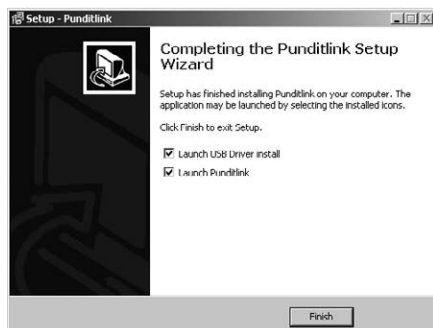 Setup - Punditlink
Completing the Punditlink Setup
Wizard
Setup has finished installing Punditlink on your computer. The
application may be launched by selecting the installed icons.
Click Finish to exit Setup.
Launch USB Driver install
Launch Punditlink
Finish